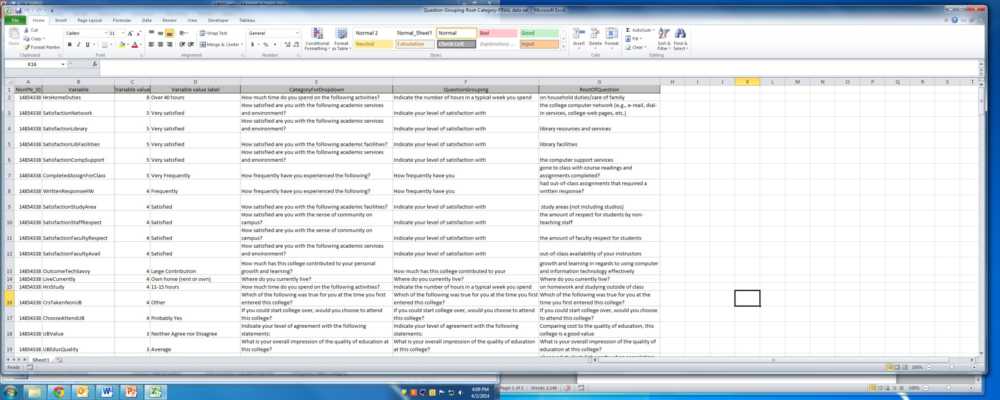 Question-Grouping-Root-Category-FINAL data set - Microsoft Excel
File Home Insert Page Layout Formulas Data Review View Developer Tableau
Paste
Cut
Copy
Format Painter
Clipboard
Calibri 11
B I U
Font
Wrap Text
Merge & Center
Alignment
General
$ % ,
Number
Conditional Formatting
Format as Table
Normal 2 Normal_Sheet1 Normal Bad Good
Neutral Calculation Check Cell Explanatory ... Input
Styles
Insert Delete Format
Cells
Σ AutoSum
Fill
Clear
Sort & Filter
Find & Select
Editing
K16 fx
A B C D E F G H I J K L M N O P Q R S T
1 NonPN_ID Variable Variable value Variable value label CategoryForDropdown QuestionGrouping RootOfQuestion
2 14854338 HrsHomeDuties 8 Over 40 hours How much time do you spend on the following activities? Indicate the number of hours in a typical week you spend on household duties/care of family
3 14854338 SatisfactionNetwork 5 Very satisfied How satisfied are you with the following academic services and environment? Indicate your level of satisfaction with the college computer network (e.g., e-mail, dial-in services, college web pages, etc.)
4 14854338 SatisfactionLibrary 5 Very satisfied How satisfied are you with the following academic services and environment? Indicate your level of satisfaction with library resources and services
5 14854338 SatisfactionLibFacilities 5 Very satisfied How satisfied are you with the following academic facilities? Indicate your level of satisfaction with library facilities
6 14854338 SatisfactionCompSupport 5 Very satisfied How satisfied are you with the following academic services and environment? Indicate your level of satisfaction with the computer support services
7 14854338 CompletedAssignForClass 5 Very Frequently How frequently have you experienced the following? How frequently have you gone to class with course readings and assignments completed?
8 14854338 WrittenResponseHW 4 Frequently How frequently have you experienced the following? How frequently have you had out-of-class assignments that required a written response?
9 14854338 SatisfactionStudyArea 4 Satisfied How satisfied are you with the following academic facilities? Indicate your level of satisfaction with study areas (not including studios)
10 14854338 SatisfactionStaffRespect 4 Satisfied How satisfied are you with the sense of community on campus? Indicate your level of satisfaction with the amount of respect for students by non-teaching staff
11 14854338 SatisfactionFacultyRespect 4 Satisfied How satisfied are you with the sense of community on campus? Indicate your level of satisfaction with the amount of faculty respect for students
12 14854338 SatisfactionFacultyAvail 4 Satisfied How satisfied are you with the following academic services and environment? Indicate your level of satisfaction with out-of-class availability of your instructors
13 14854338 OutcomeTechSavvy 4 Large Contribution How much has this college contributed to your personal growth and learning? How much has this college contributed to your growth and learning in regards to using computer and information technology effectively
14 14854338 LiveCurrently 4 Own home (rent or own) Where do you currently live? Where do you currently live? Where do you currently live?
15 14854338 HrsStudy 4 11-15 hours How much time do you spend on the following activities? Indicate the number of hours in a typical week you spend on homework and studying outside of class
16 14854338 CrsTakenNonUB 4 Other Which of the following was true for you at the time you first entered this college? Which of the following was true for you at the time you first entered this college? Which of the following was true for you at the time you first entered this college?
17 14854338 ChooseAttendUB 4 Probably Yes If you could start college over, would you choose to attend this college? If you could start college over, would you choose to attend this college? If you could start college over, would you choose to attend this college?
18 14854338 UBValue 3 Neither Agree nor Disagree Indicate your level of agreement with the following statements: Indicate your level of agreement with the following statements: Comparing cost to the quality of education, this college is a good value
19 14854338 UBEducQuality 3 Average What is your overall impression of the quality of education at this college? What is your overall impression of the quality of education at this college? What is your overall impression of the quality of education at this college?
Sheet1
Ready 100%
Page: 1 of 2 Words: 1,146 100%
4:09 PM
4/2/2014